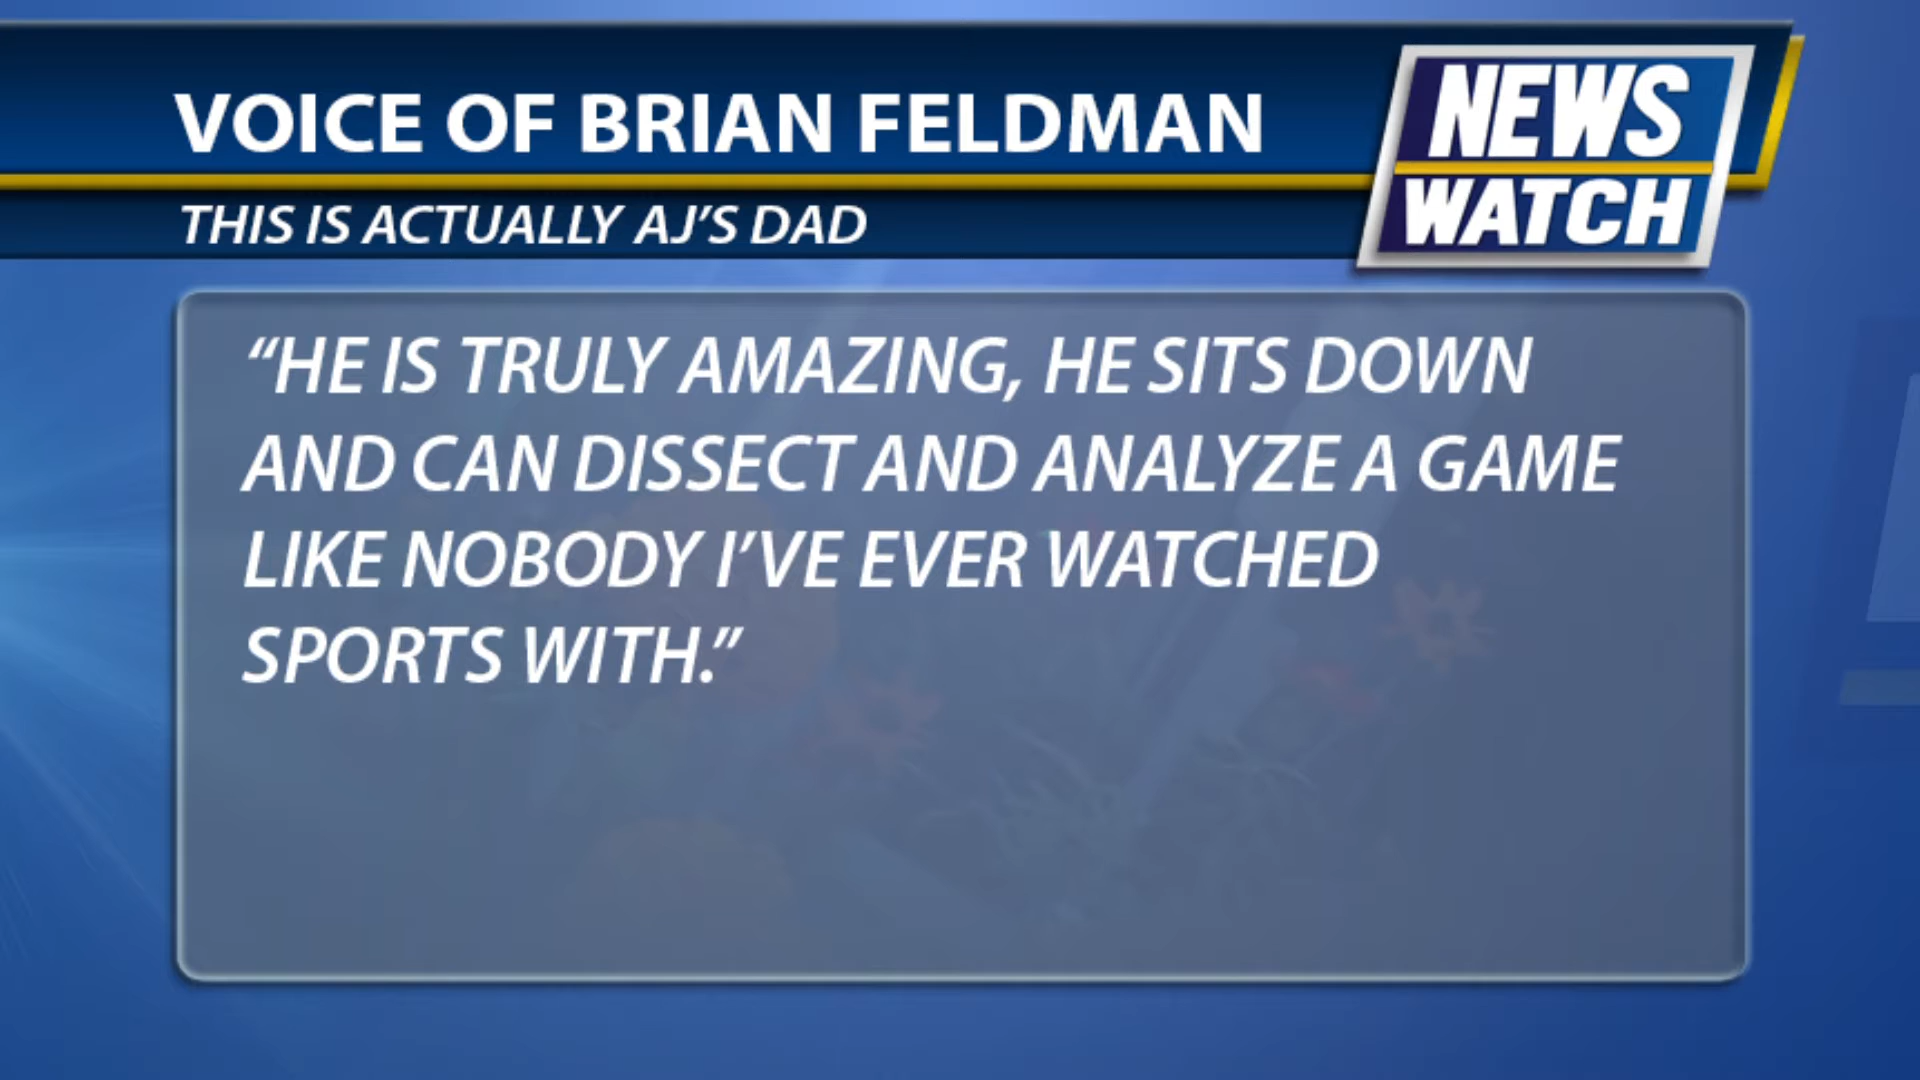 VOICE OF BRIAN FELDMAN
THIS IS ACTUALLY AJ'S DAD
NEWS
WATCH
“HE IS TRULY AMAZING, HE SITS DOWN
AND CAN DISSECT AND ANALYZE A GAME
LIKE NOBODY I’VE EVER WATCHED
SPORTS WITH.”